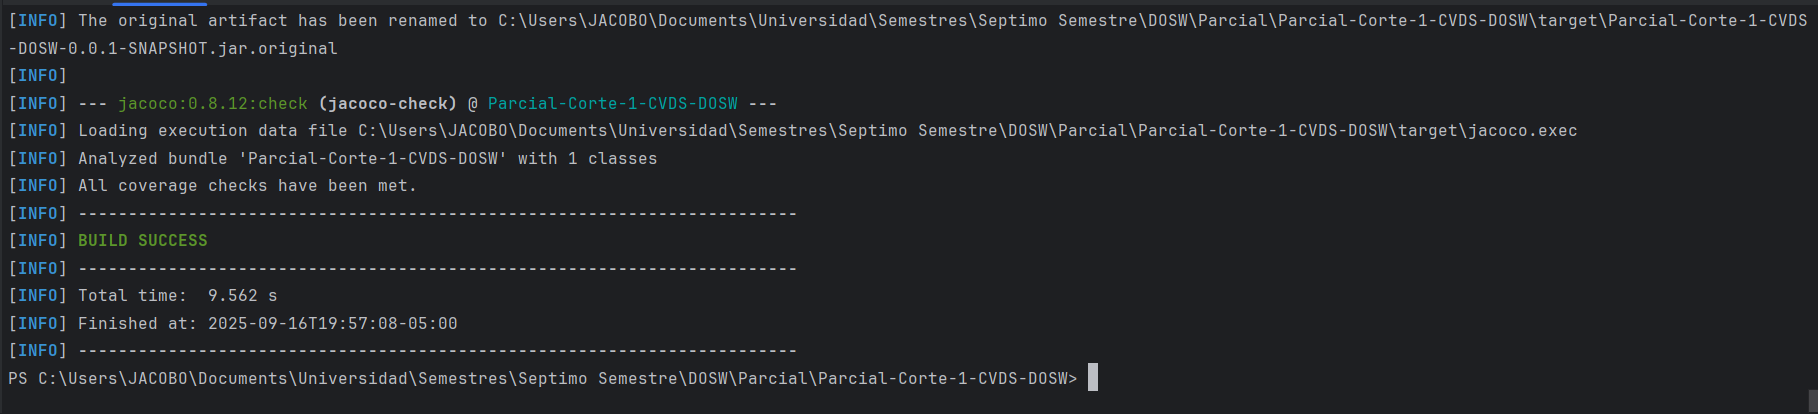 [INFO] The original artifact has been renamed to C:\Users\JACOBO\Documents\Universidad\Semestres\Septimo Semestre\DOSW\Parcial\Parcial-Corte-1-CVDS-DOSW\target\Parcial-Corte-1-CVDS
-DOSW-0.0.1-SNAPSHOT.jar.original
[INFO]
[INFO] --- jacoco:0.8.12:check (jacoco-check) @ Parcial-Corte-1-CVDS-DOSW ---
[INFO] Loading execution data file C:\Users\JACOBO\Documents\Universidad\Semestres\Septimo Semestre\DOSW\Parcial\Parcial-Corte-1-CVDS-DOSW\target\jacoco.exec
[INFO] Analyzed bundle 'Parcial-Corte-1-CVDS-DOSW' with 1 classes
[INFO] All coverage checks have been met.
[INFO] ------------------------------------------------------------------------
[INFO] BUILD SUCCESS
[INFO] ------------------------------------------------------------------------
[INFO] Total time:  9.562 s
[INFO] Finished at: 2025-09-16T19:57:08-05:00
[INFO] ------------------------------------------------------------------------
PS C:\Users\JACOBO\Documents\Universidad\Semestres\Septimo Semestre\DOSW\Parcial\Parcial-Corte-1-CVDS-DOSW>